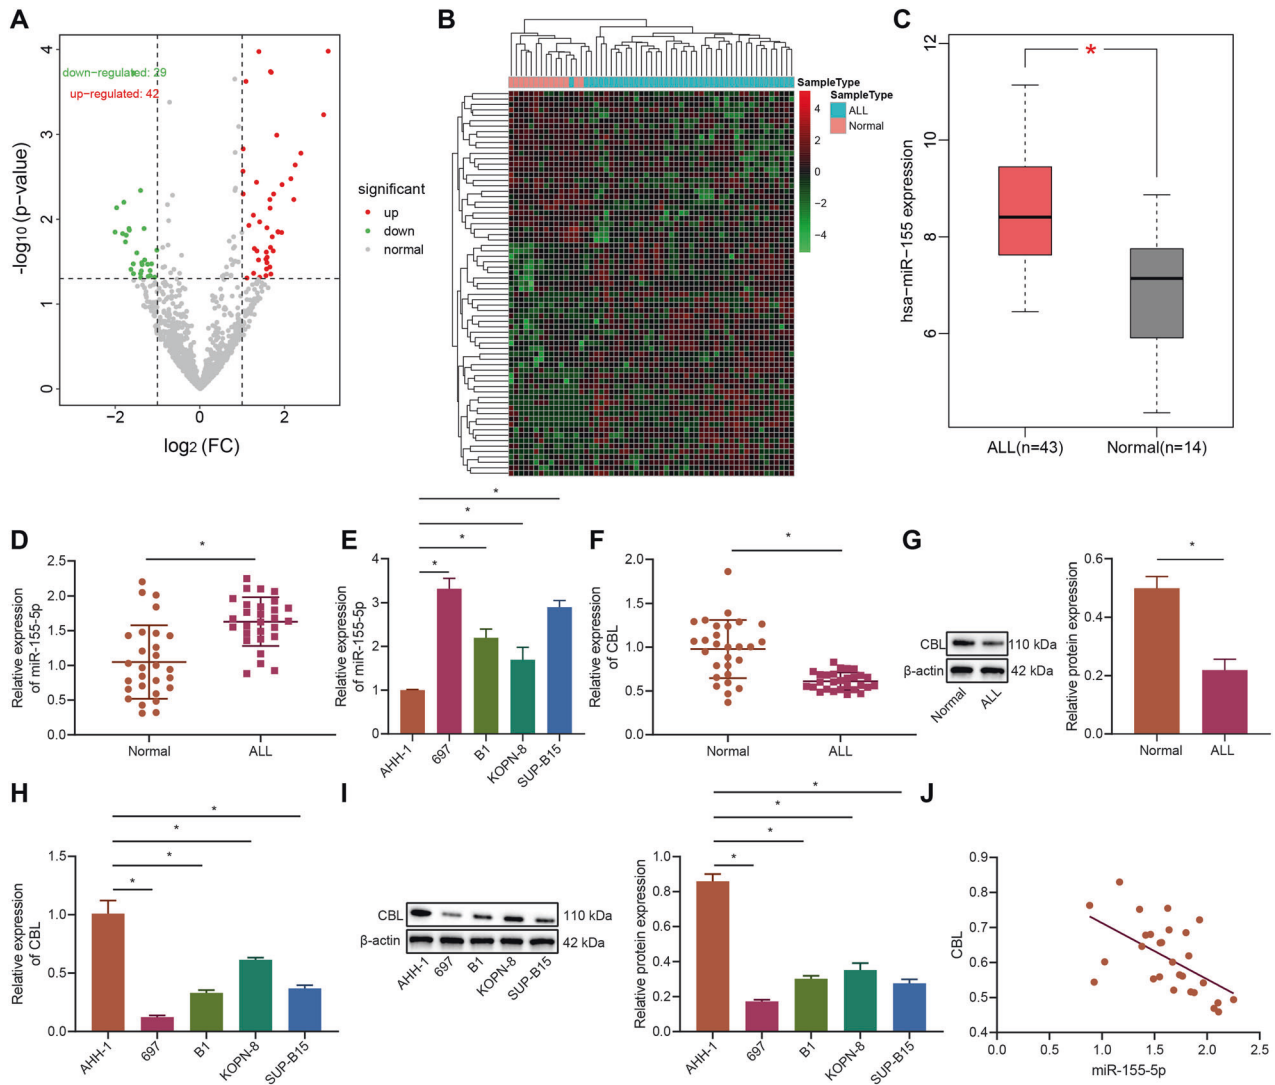 A
down-regulated: 29
up-regulated: 42
-log10 (p-value)
4
3
2
1
0
-2
0
2
log2 (FC)
significant
up
down
normal
B
SampleType
4
2
0
-2
-4
SampleType
ALL
Normal
C
*
hsa-miR-155 expression
12
10
8
6
ALL(n=43)
Normal(n=14)
D
*
Relative expression
of miR-155-5p
2.5
2.0
1.5
1.0
0.5
0.0
Normal
ALL
E
*
*
*
*
Relative expression
of miR-155-5p
4
3
2
1
0
AHH-1
697
B1
KOPN-8
SUP-B15
F
*
Relative expression
of CBL
2.0
1.5
1.0
0.5
0.0
Normal
ALL
G
CBL
110 kDa
β-actin
42 kDa
Normal
ALL
*
Relative protein expression
0.6
0.4
0.2
0.0
Normal
ALL
H
*
*
*
*
Relative expression
of CBL
1.5
1.0
0.5
0.0
AHH-1
697
B1
KOPN-8
SUP-B15
I
CBL
110 kDa
β-actin
42 kDa
AHH-1
697
B1
KOPN-8
SUP-B15
*
*
*
*
Relative protein expression
1.0
0.8
0.6
0.4
0.2
0.0
AHH-1
697
B1
KOPN-8
SUP-B15
J
CBL
0.9
0.8
0.7
0.6
0.5
0.4
0.0
0.5
1.0
1.5
2.0
2.5
miR-155-5p